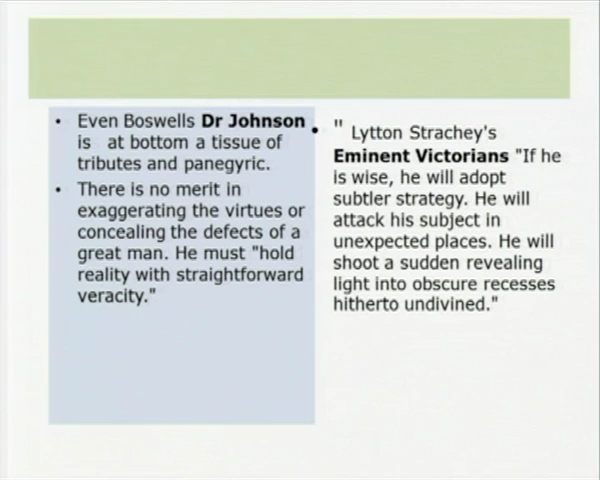 • Even Boswells Dr Johnson
is at bottom a tissue of
tributes and panegyric.
• There is no merit in
exaggerating the virtues or
concealing the defects of a
great man. He must "hold
reality with straightforward
veracity."
• " Lytton Strachey's
Eminent Victorians "If he
is wise, he will adopt
subtler strategy. He will
attack his subject in
unexpected places. He will
shoot a sudden revealing
light into obscure recesses
hitherto undivined."